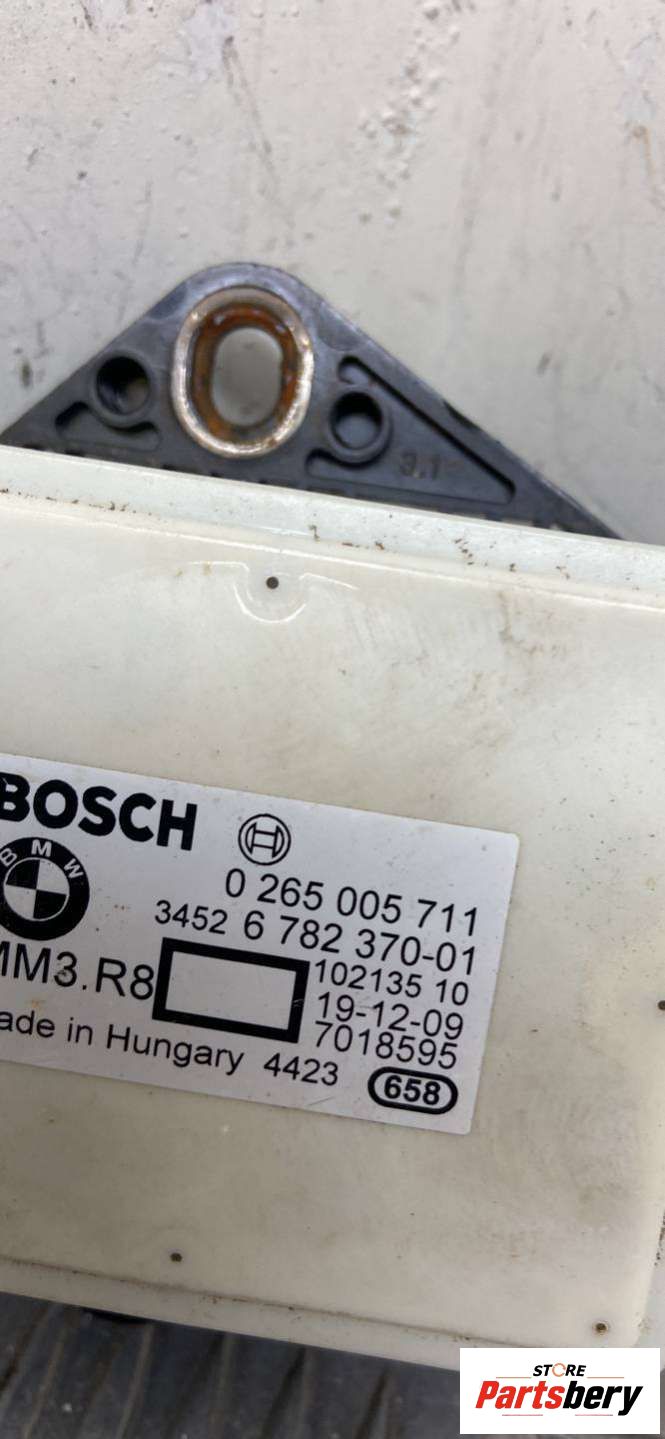 3.1
BOSCH
BMW
0 265 005 711
3452 6 782 370-01
MM3.R8
102135 10
19-12-09
7018595
ade in Hungary 4423
658
STORE
Partsbery